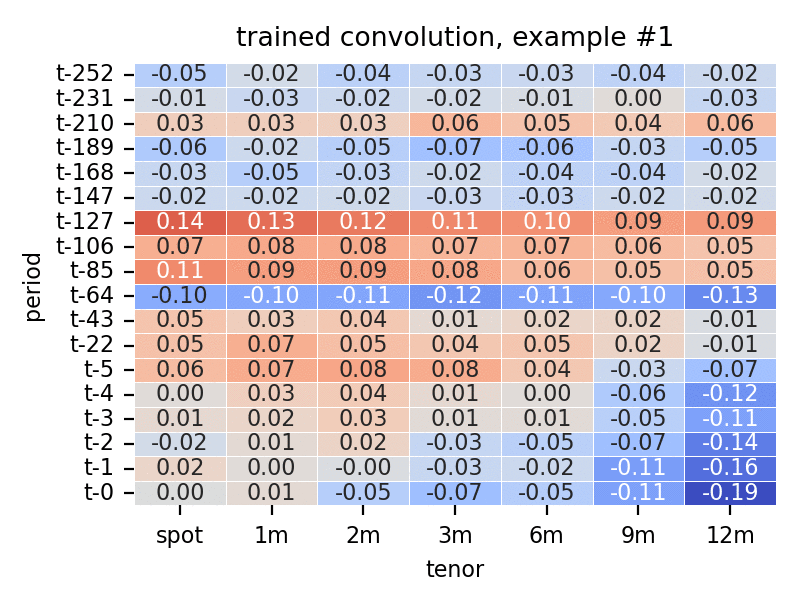 trained convolution, example #1
t-252 -0.05 -0.02 -0.04 -0.03 -0.03 -0.04 -0.02
t-231 -0.01 -0.03 -0.02 -0.02 -0.01 0.00 -0.03
t-210 0.03 0.03 0.03 0.06 0.05 0.04 0.06
t-189 -0.06 -0.02 -0.05 -0.07 -0.06 -0.03 -0.05
t-168 -0.03 -0.05 -0.03 -0.02 -0.04 -0.04 -0.02
t-147 -0.02 -0.02 -0.02 -0.03 -0.03 -0.02 -0.02
t-127 0.14 0.13 0.12 0.11 0.10 0.09 0.09
t-106 0.07 0.08 0.08 0.07 0.07 0.06 0.05
t-85 0.11 0.09 0.09 0.08 0.06 0.05 0.05
t-64 -0.10 -0.10 -0.11 -0.12 -0.11 -0.10 -0.13
t-43 0.05 0.03 0.04 0.01 0.02 0.02 -0.01
t-22 0.05 0.07 0.05 0.04 0.05 0.02 -0.01
t-5 0.06 0.07 0.08 0.08 0.04 -0.03 -0.07
t-4 0.00 0.03 0.04 0.01 0.00 -0.06 -0.12
t-3 0.01 0.02 0.03 0.01 0.01 -0.05 -0.11
t-2 -0.02 0.01 0.02 -0.03 -0.05 -0.07 -0.14
t-1 0.02 0.00 -0.00 -0.03 -0.02 -0.11 -0.16
t-0 0.00 0.01 -0.05 -0.07 -0.05 -0.11 -0.19
spot 1m 2m 3m 6m 9m 12m
tenor
period